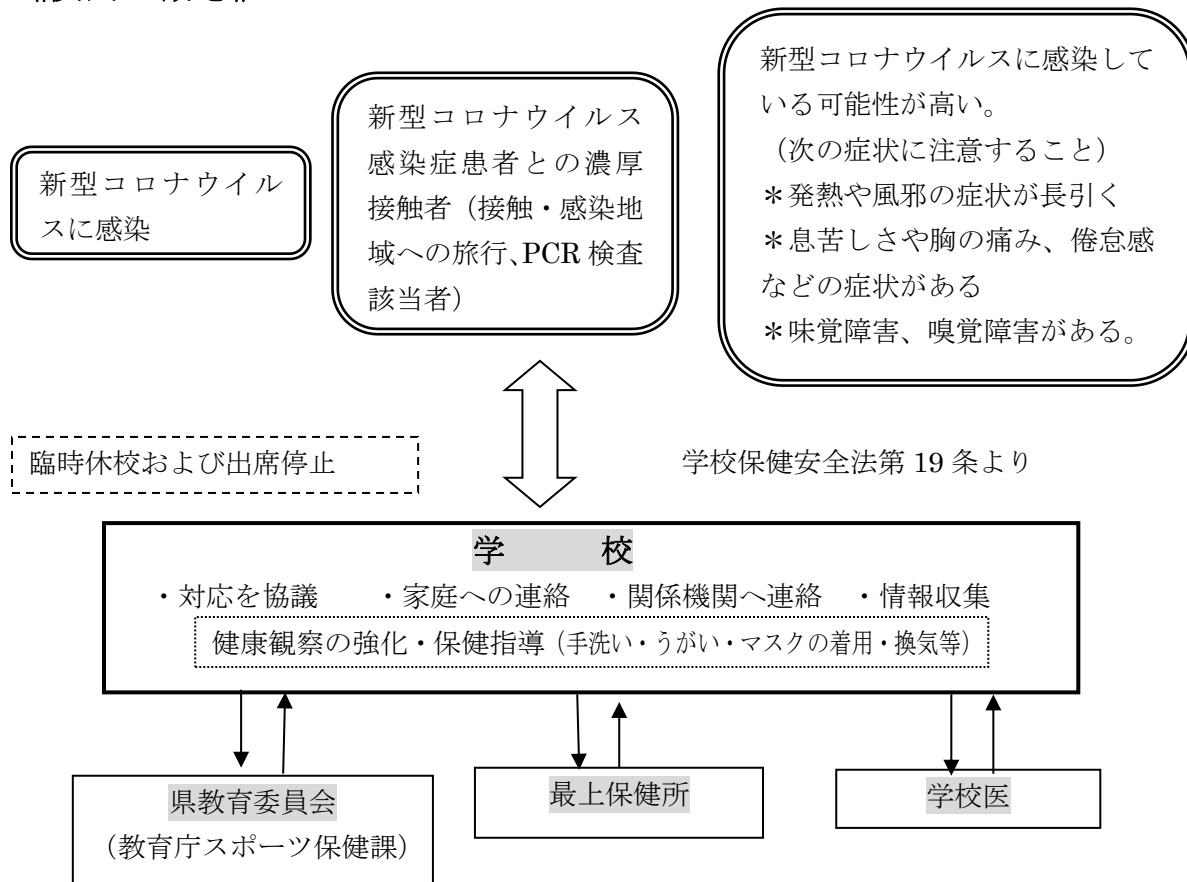 新型コロナウイル
スに感染
新型コロナウイルス
感染症患者との濃厚
接触者（接触・感染地
域への旅行、PCR 検査
該当者）
新型コロナウイルスに感染して
いる可能性が高い。
（次の症状に注意すること）
＊発熱や風邪の症状が長引く
＊息苦しさや胸の痛み、倦怠感
などの症状がある
＊味覚障害、嗅覚障害がある。
臨時休校および出席停止
学校保健安全法第 19 条より
学　　校
・対応を協議　　・家庭への連絡　・関係機関へ連絡　・情報収集
健康観察の強化・保健指導（手洗い・うがい・マスクの着用・換気等）
県教育委員会
（教育庁スポーツ保健課）
最上保健所
学校医